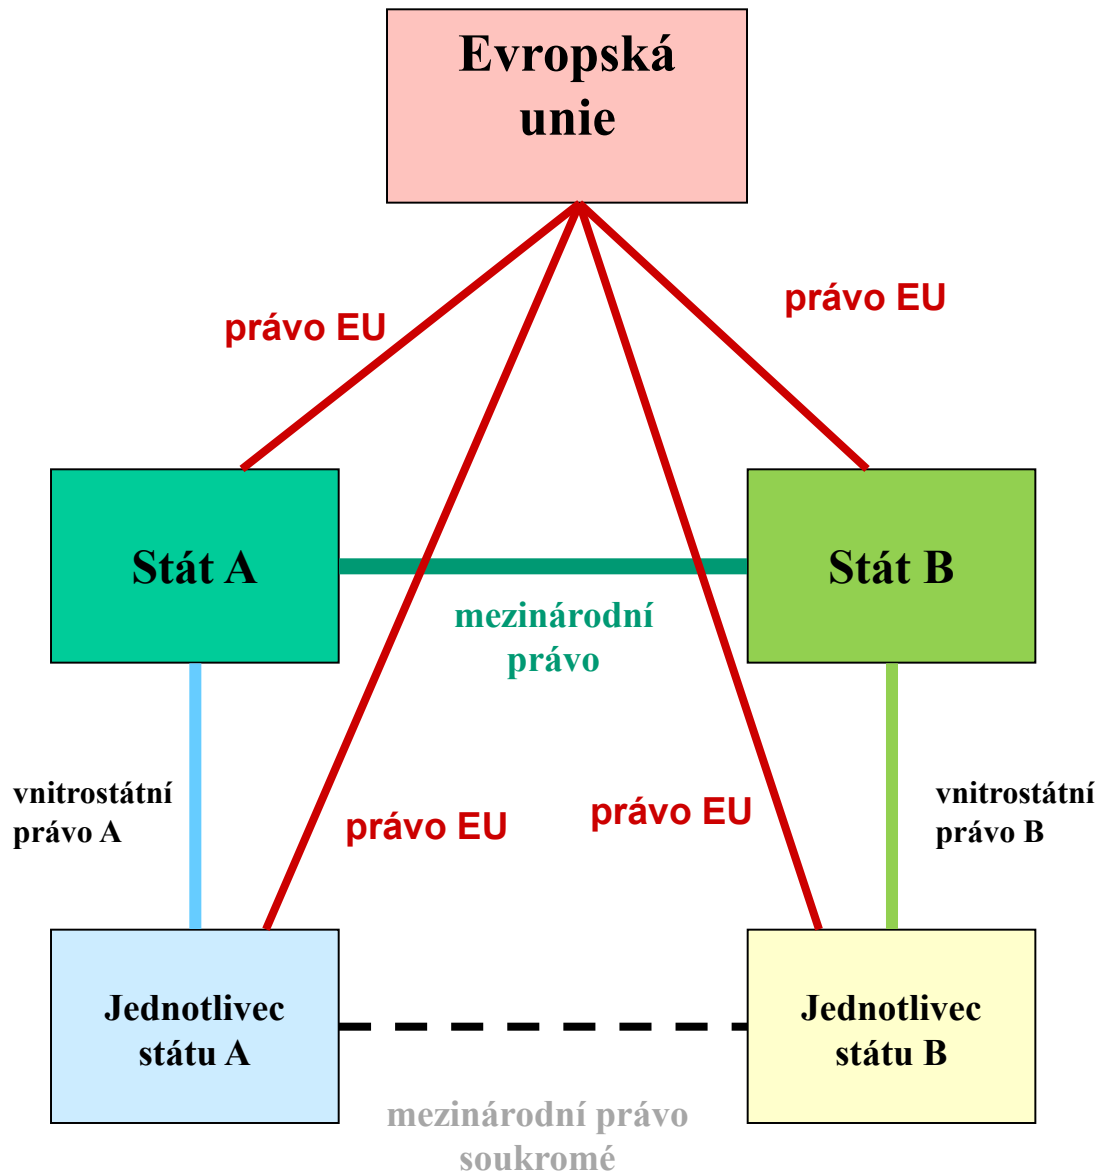 Evropská
unie
právo EU
právo EU
Stát A
Stát B
mezinárodní
právo
vnitrostátní
právo A
právo EU
právo EU
vnitrostátní
právo B
Jednotlivec
státu A
Jednotlivec
státu B
mezinárodní právo
soukromé